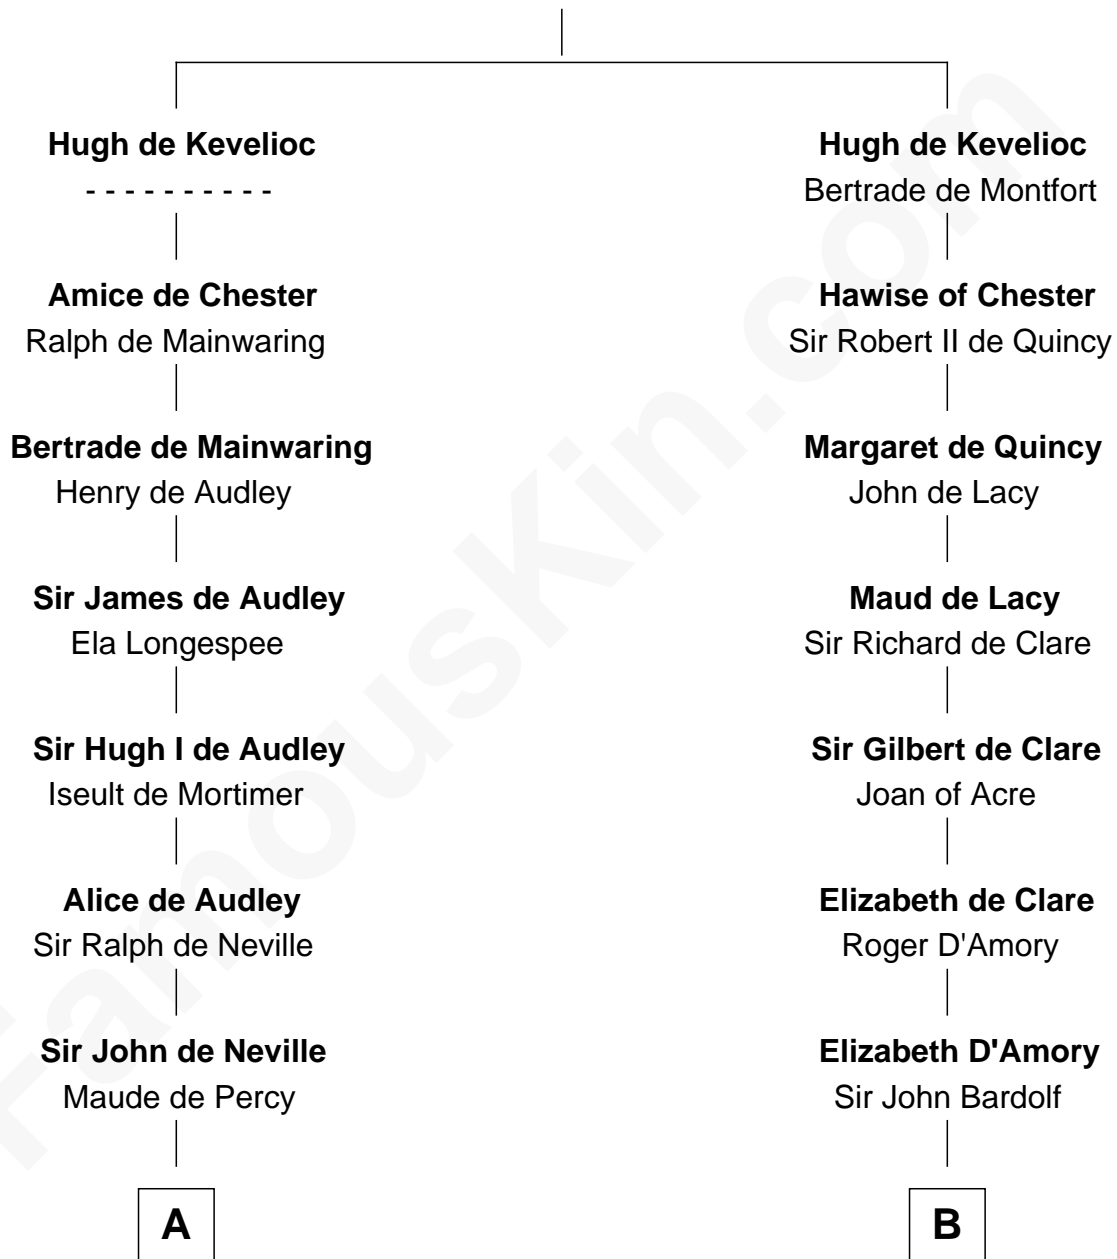 Hugh de Kevelioc
- - - - - - - - - -
Amice de Chester
Ralph de Mainwaring
Bertrade de Mainwaring
Henry de Audley
Sir James de Audley
Ela Longespee
Sir Hugh I de Audley
Iseult de Mortimer
Alice de Audley
Sir Ralph de Neville
Sir John de Neville
Maude de Percy
A
Hugh de Kevelioc
Bertrade de Montfort
Hawise of Chester
Sir Robert II de Quincy
Margaret de Quincy
John de Lacy
Maud de Lacy
Sir Richard de Clare
Sir Gilbert de Clare
Joan of Acre
Elizabeth de Clare
Roger D'Amory
Elizabeth D'Amory
Sir John Bardolf
B
FamousKin.com